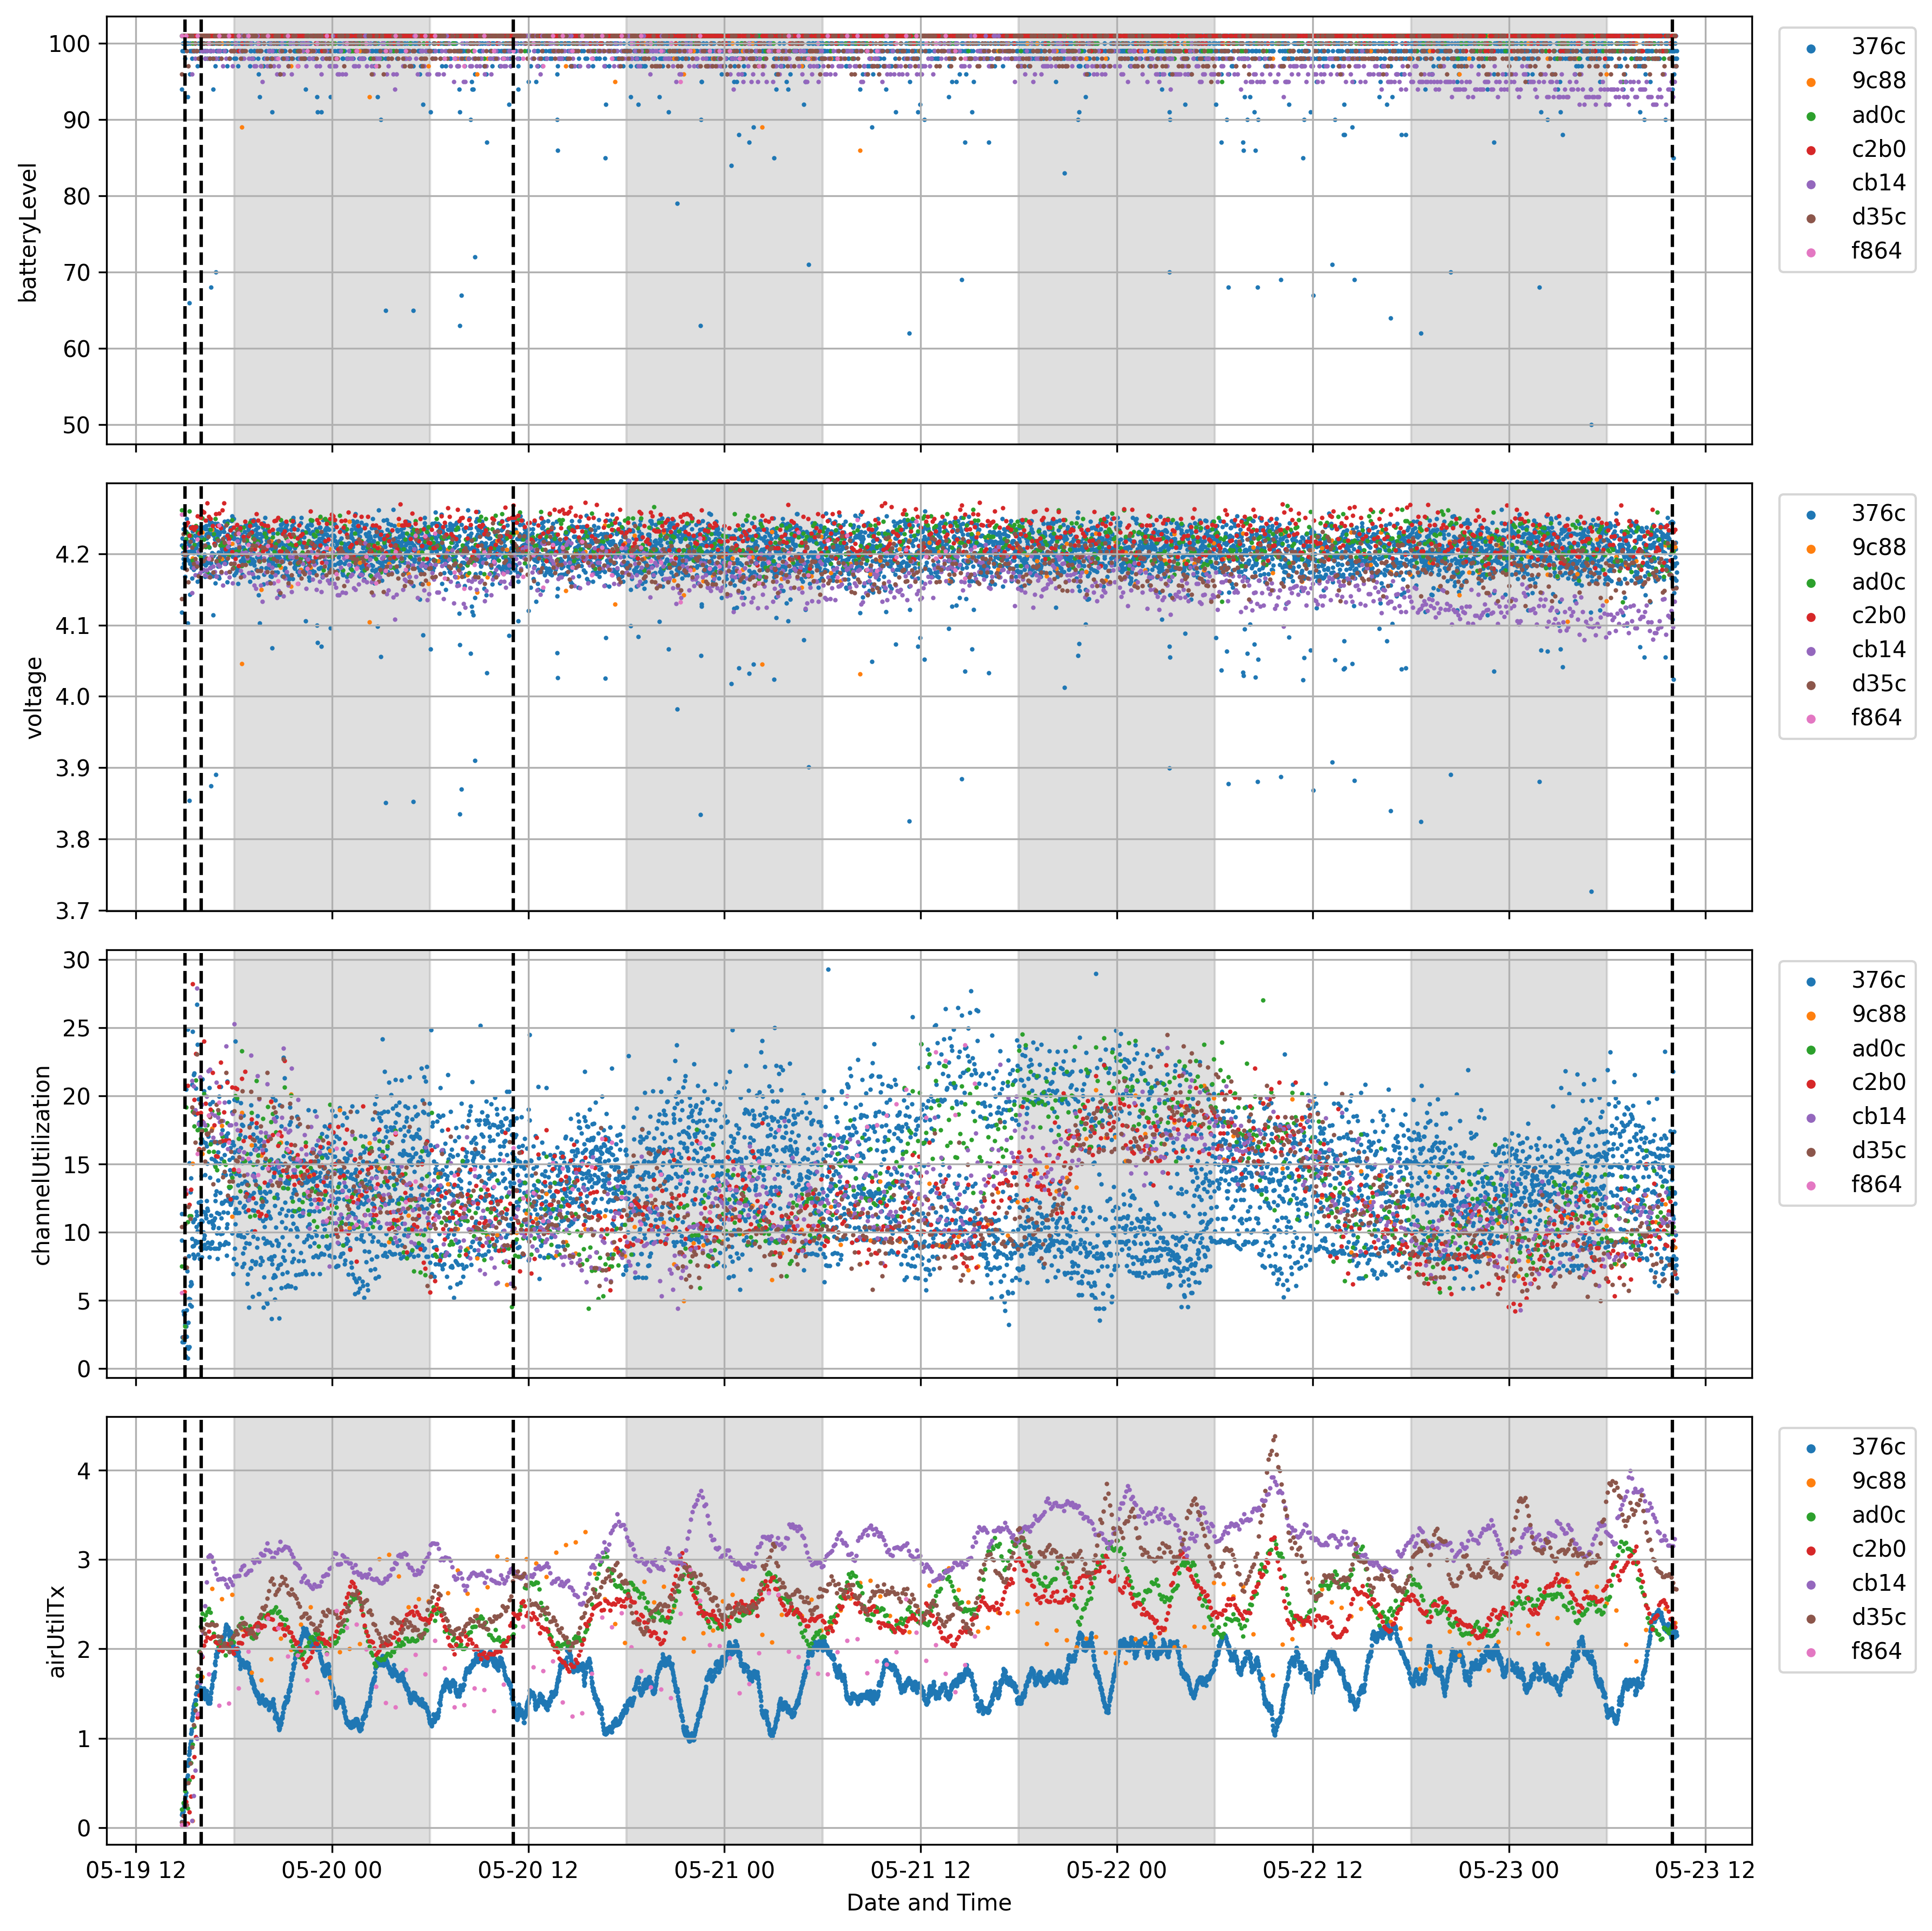 100
90
80
70
60
50
batteryLevel
376c
9c88
ad0c
c2b0
cb14
d35c
f864
4.2
4.1
4.0
3.9
3.8
3.7
voltage
376c
9c88
ad0c
c2b0
cb14
d35c
f864
30
25
20
15
10
5
0
channelUtilization
376c
9c88
ad0c
c2b0
cb14
d35c
f864
4
3
2
1
0
airUtilTx
376c
9c88
ad0c
c2b0
cb14
d35c
f864
05-19 12 05-20 00 05-20 12 05-21 00 05-21 12 05-22 00 05-22 12 05-23 00 05-23 12
Date and Time